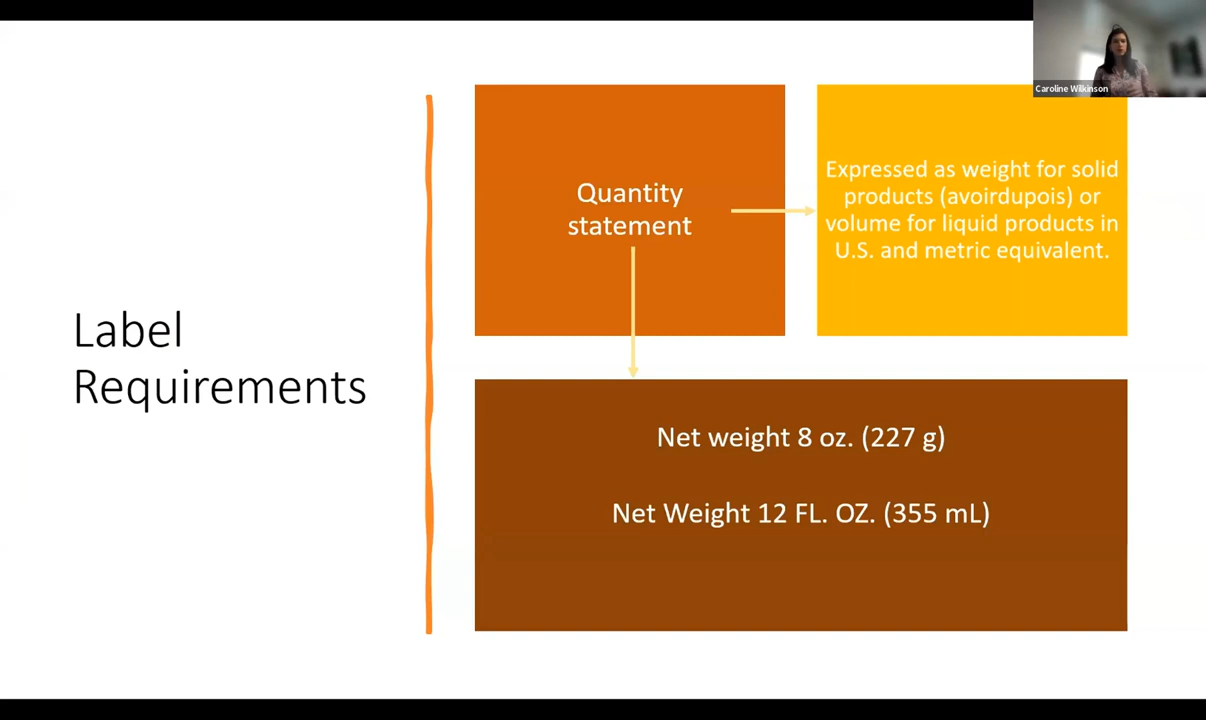 Caroline Wilkinson
Label
Requirements
Quantity
statement
Expressed as weight for solid
products (avoirdupois) or
volume for liquid products in
U.S. and metric equivalent.
Net weight 8 oz. (227 g)
Net Weight 12 FL. OZ. (355 mL)